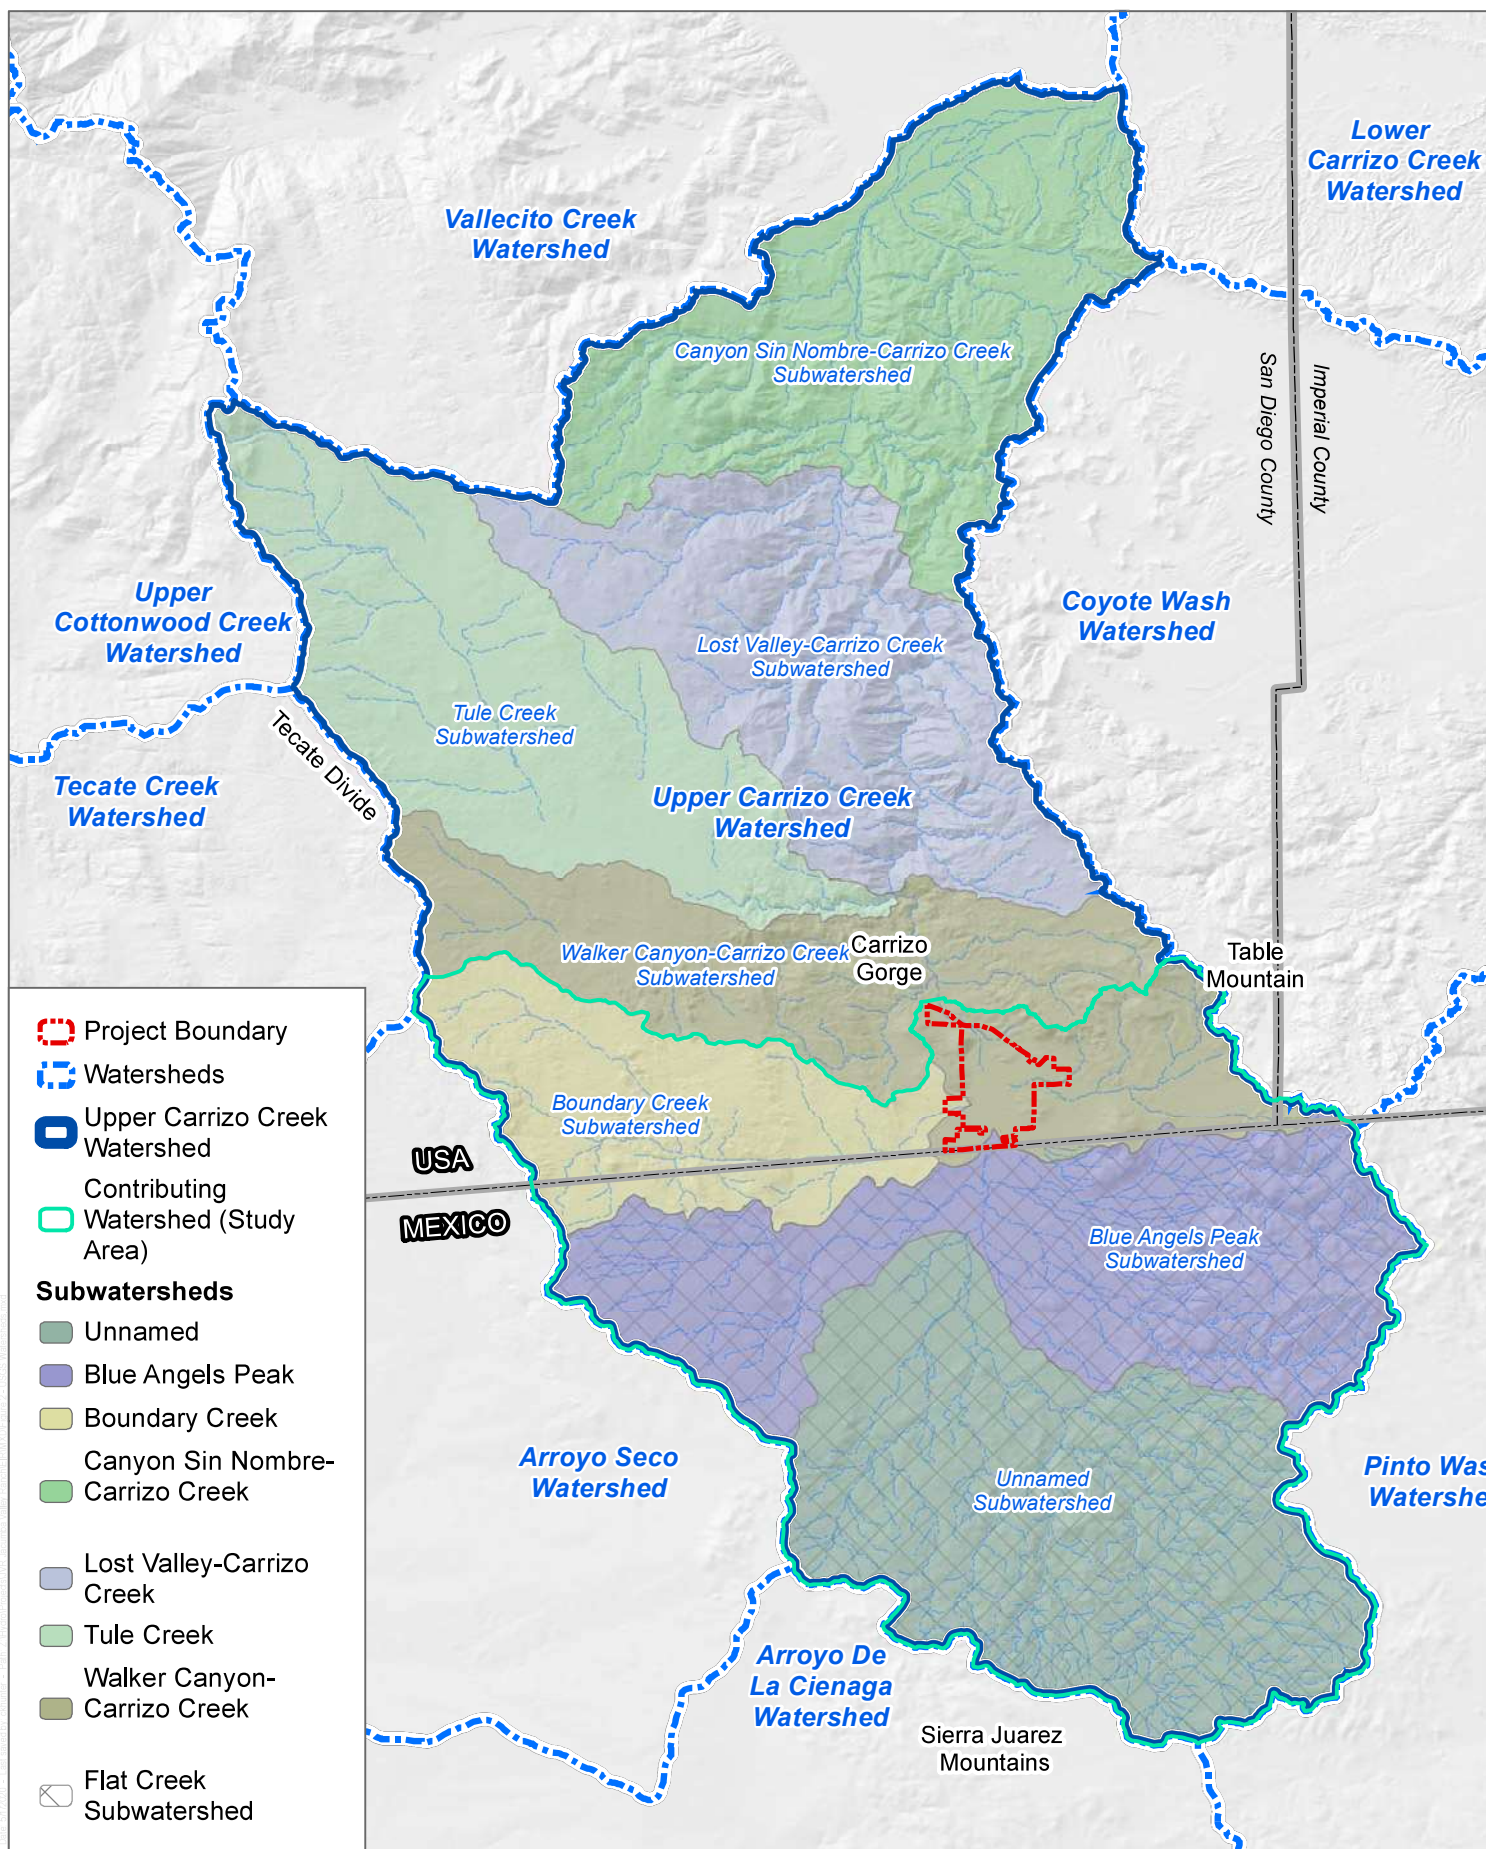 Lower
Carrizo Creek
Watershed
Vallecito Creek
Watershed
Canyon Sin Nombre-Carrizo Creek
Subwatershed
San Diego County
Imperial County
Upper
Cottonwood Creek
Watershed
Coyote Wash
Watershed
Lost Valley-Carrizo Creek
Subwatershed
Tule Creek
Subwatershed
Tecate Divide
Tecate Creek
Watershed
Upper Carrizo Creek
Watershed
Walker Canyon-Carrizo Creek
Subwatershed
Carrizo
Gorge
Table
Mountain
Boundary Creek
Subwatershed
USA
MEXICO
Blue Angels Peak
Subwatershed
Arroyo Seco
Watershed
Unnamed
Subwatershed
Pinto Was
Watershe
Arroyo De
La Cienaga
Watershed
Sierra Juarez
Mountains
Project Boundary
Watersheds
Upper Carrizo Creek
Watershed
Contributing
Watershed (Study
Area)
Subwatersheds
Unnamed
Blue Angels Peak
Boundary Creek
Canyon Sin Nombre-
Carrizo Creek
Lost Valley-Carrizo
Creek
Tule Creek
Walker Canyon-
Carrizo Creek
Flat Creek
Subwatershed